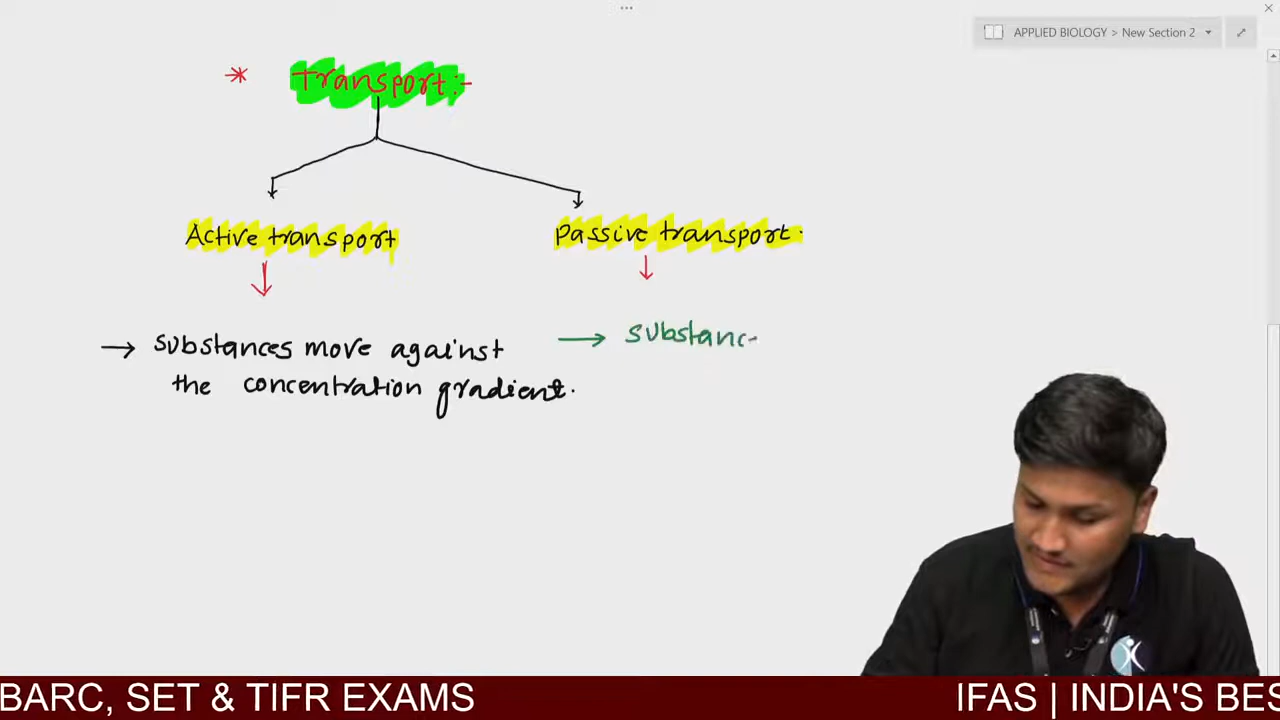 APPLIED BIOLOGY > New Section 2
* Transport:-
Active transport
Passive transport.
→ substances move against
the concentration gradient.
→ substanc
BARC, SET & TIFR EXAMS
IFAS | INDIA'S BES